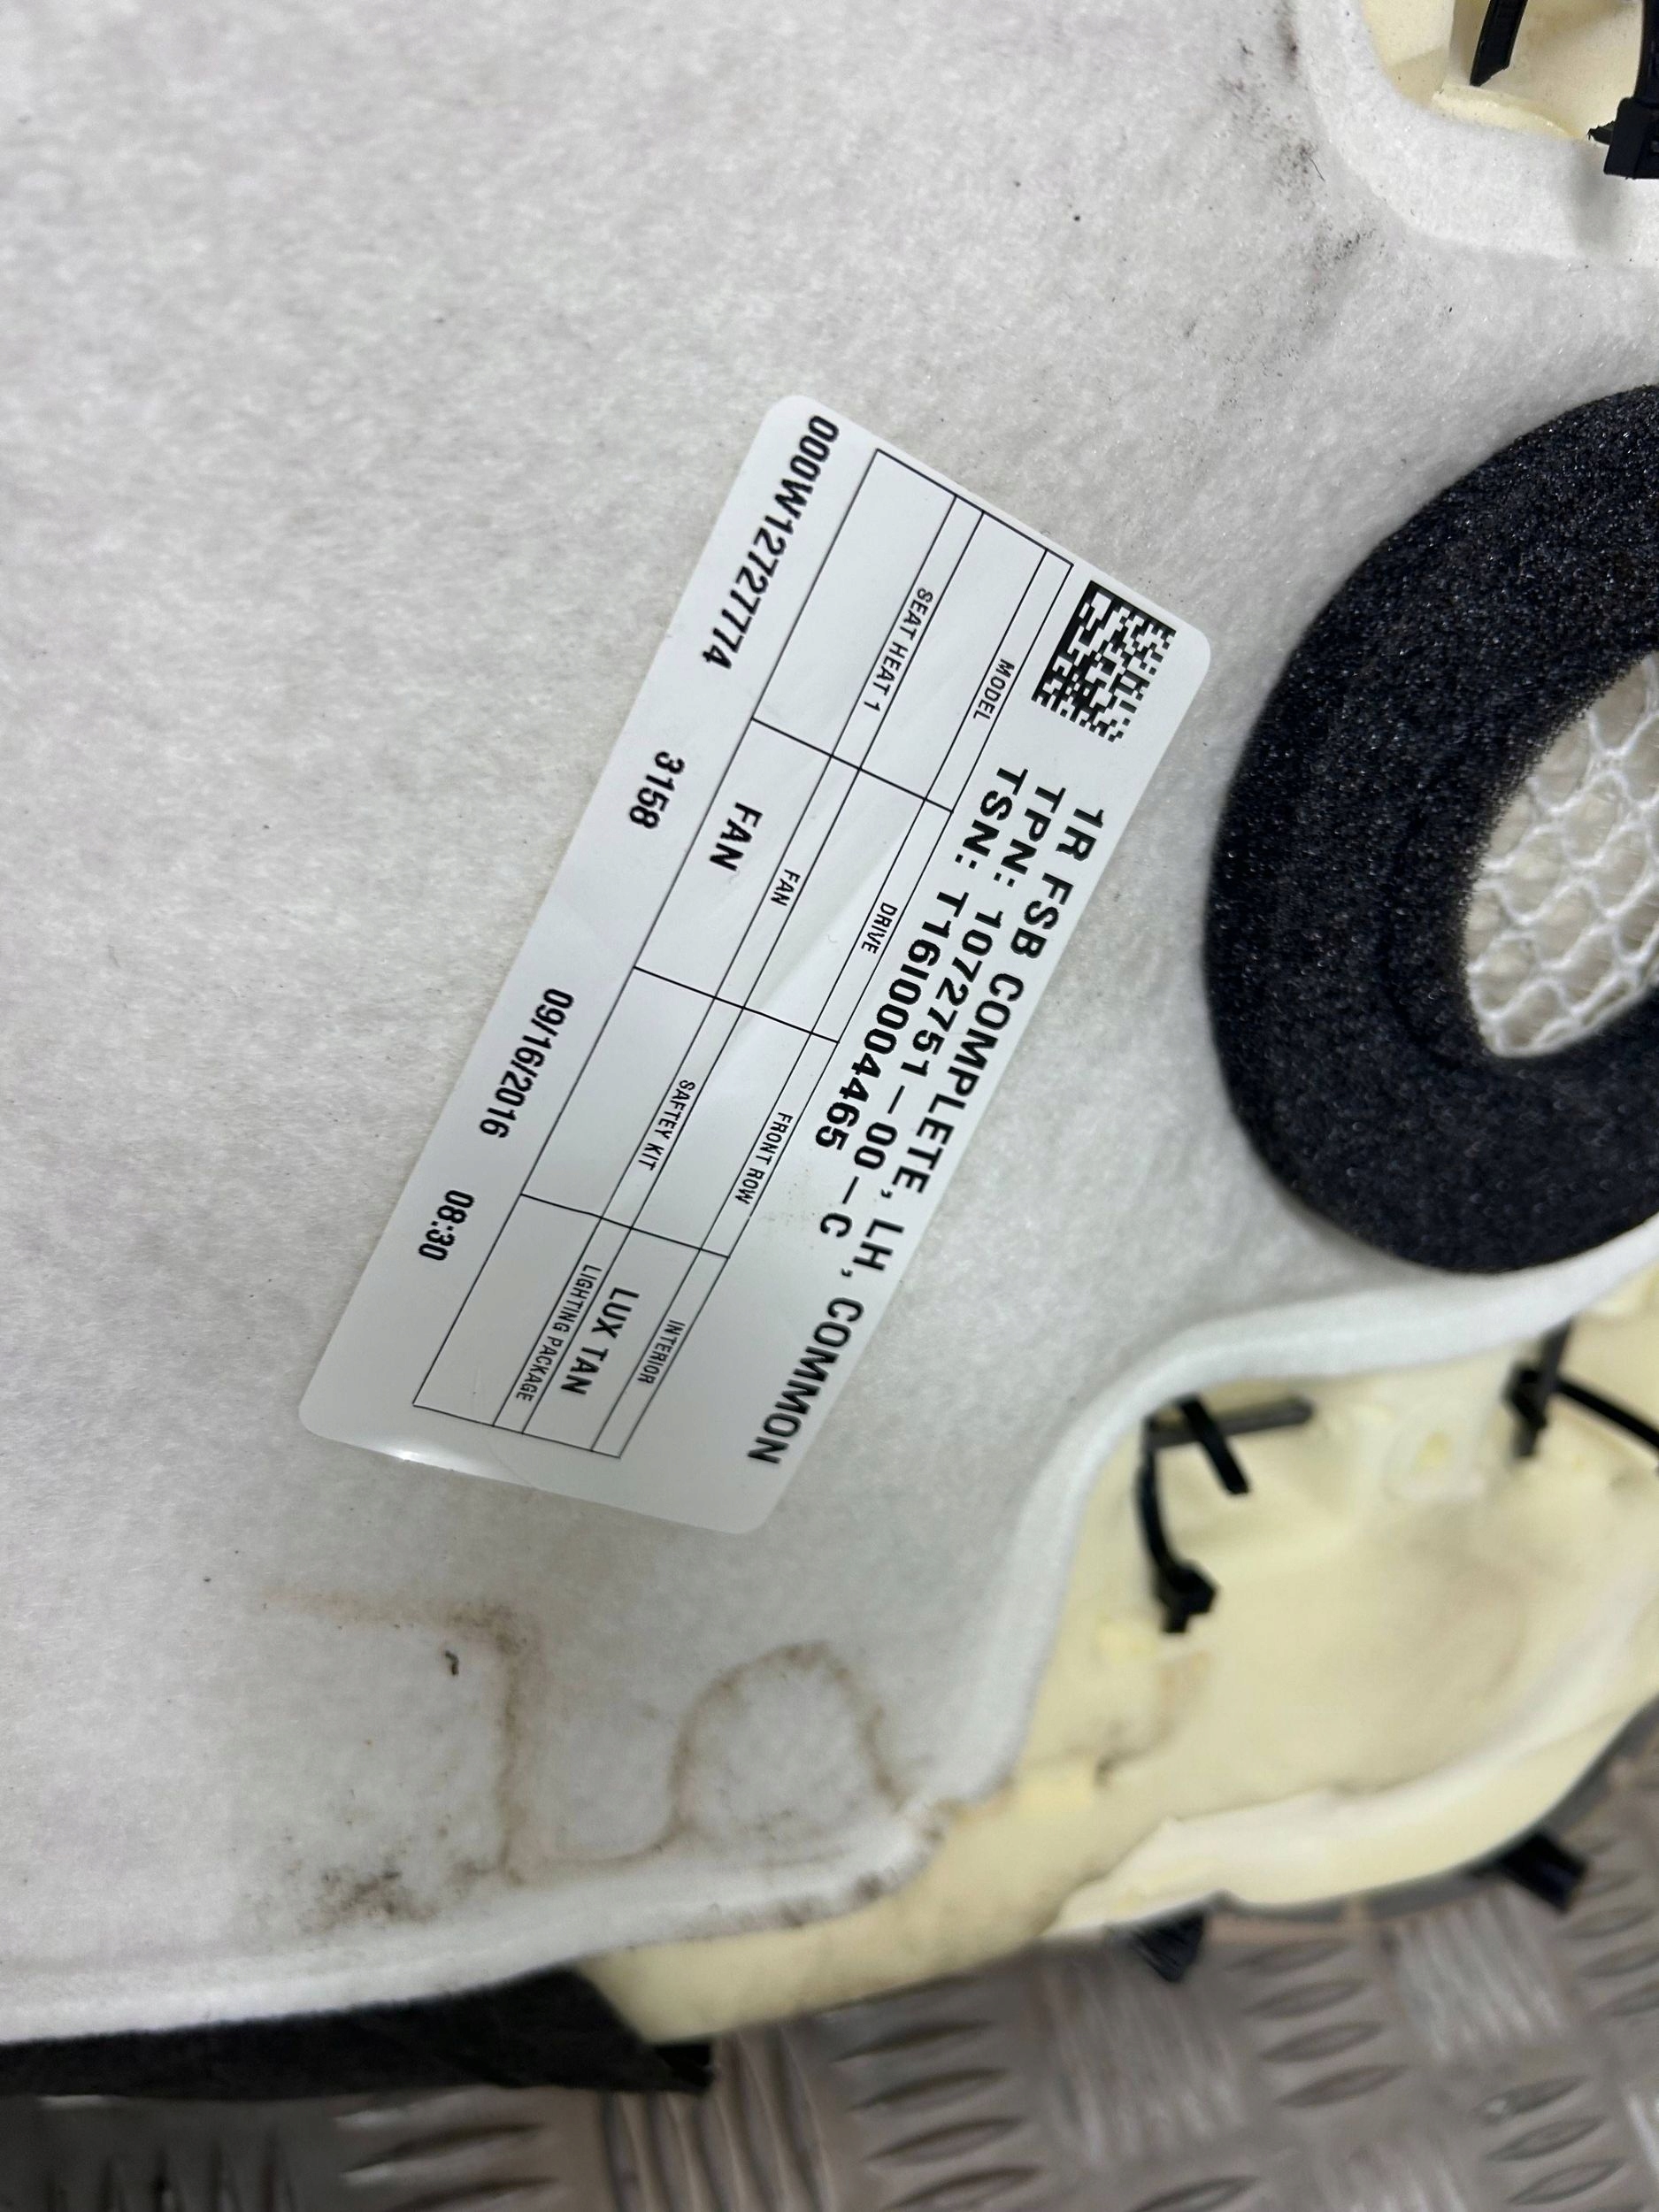 1R FSB COMPLETE, LH, COMMON
TPN: 1072751-00-C
TSN: T16I0004465
MODEL DRIVE FRONT ROW INTERIOR
LUX TAN
SEAT HEAT 1 FAN SAFTEY KIT LIGHTING PACKAGE
FAN
000W12727774 3158 09/16/2016 08:30